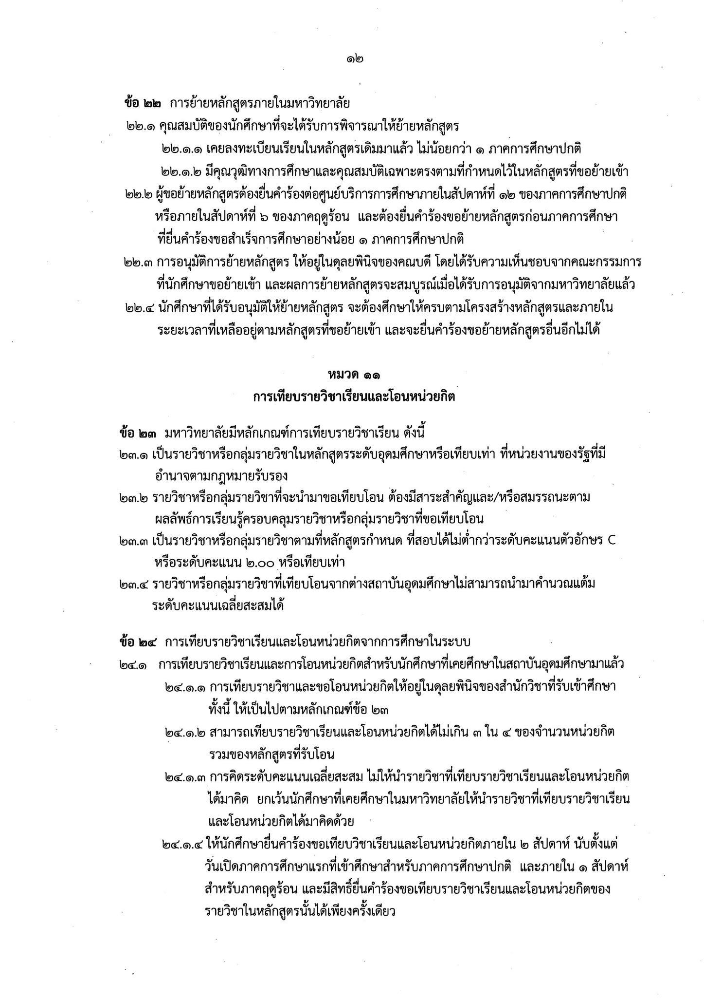 ๑๒
ข้อ ๒๒ การย้ายหลักสูตรภายในมหาวิทยาลัย
๒๒.๑ คุณสมบัติของนักศึกษาที่จะได้รับการพิจารณาให้ย้ายหลักสูตร
๒๒.๑.๑ เคยลงทะเบียนเรียนในหลักสูตรเดิมมาแล้ว ไม่น้อยกว่า ๑ ภาคการศึกษาปกติ
๒๒.๑.๒ มีคุณวุฒิทางการศึกษาและคุณสมบัติเฉพาะตรงตามที่กำหนดไว้ในหลักสูตรที่ขอย้ายเข้า
๒๒.๒ ผู้ขอย้ายหลักสูตรต้องยื่นคำร้องต่อศูนย์บริการการศึกษาภายในสัปดาห์ที่ ๑๒ ของภาคการศึกษาปกติ
หรือภายในสัปดาห์ที่ ๖ ของภาคฤดูร้อน และต้องยื่นคำร้องขอย้ายหลักสูตรก่อนภาคการศึกษา
ที่ยื่นคำร้องขอสำเร็จการศึกษาอย่างน้อย ๑ ภาคการศึกษาปกติ
๒๒.๓ การอนุมัติการย้ายหลักสูตร ให้อยู่ในดุลยพินิจของคณบดี โดยได้รับความเห็นชอบจากคณะกรรมการ
ที่นักศึกษาขอย้ายเข้า และผลการย้ายหลักสูตรจะสมบูรณ์เมื่อได้รับการอนุมัติจากมหาวิทยาลัยแล้ว
๒๒.๔ นักศึกษาที่ได้รับอนุมัติให้ย้ายหลักสูตร จะต้องศึกษาให้ครบตามโครงสร้างหลักสูตรและภายใน
ระยะเวลาที่เหลืออยู่ตามหลักสูตรที่ขอย้ายเข้า และจะยื่นคำร้องขอย้ายหลักสูตรอื่นอีกไม่ได้
หมวด ๑๑
การเทียบรายวิชาเรียนและโอนหน่วยกิต
ข้อ ๒๓ มหาวิทยาลัยมีหลักเกณฑ์การเทียบรายวิชาเรียน ดังนี้
๒๓.๑ เป็นรายวิชาหรือกลุ่มรายวิชาในหลักสูตรระดับอุดมศึกษาหรือเทียบเท่า ที่หน่วยงานของรัฐที่มี
อำนาจตามกฎหมายรับรอง
๒๓.๒ รายวิชาหรือกลุ่มรายวิชาที่จะนำมาขอเทียบโอน ต้องมีสาระสำคัญและ/หรือสมรรถนะตาม
ผลลัพธ์การเรียนรู้ครอบคลุมรายวิชาหรือกลุ่มรายวิชาที่ขอเทียบโอน
๒๓.๓ เป็นรายวิชาหรือกลุ่มรายวิชาตามที่หลักสูตรกำหนด ที่สอบได้ไม่ต่ำกว่าระดับคะแนนตัวอักษร C
หรือระดับคะแนน ๒.๐๐ หรือเทียบเท่า
๒๓.๔ รายวิชาหรือกลุ่มรายวิชาที่เทียบโอนจากต่างสถาบันอุดมศึกษาไม่สามารถนำมาคำนวณแต้ม
ระดับคะแนนเฉลี่ยสะสมได้
ข้อ ๒๔ การเทียบรายวิชาเรียนและโอนหน่วยกิตจากการศึกษาในระบบ
๒๔.๑ การเทียบรายวิชาเรียนและการโอนหน่วยกิตสำหรับนักศึกษาที่เคยศึกษาในสถาบันอุดมศึกษามาแล้ว
๒๔.๑.๑ การเทียบรายวิชาและขอโอนหน่วยกิตให้อยู่ในดุลยพินิจของสำนักวิชาที่รับเข้าศึกษา
ทั้งนี้ ให้เป็นไปตามหลักเกณฑ์ข้อ ๒๓
๒๔.๑.๒ สามารถเทียบรายวิชาเรียนและโอนหน่วยกิตได้ไม่เกิน ๓ ใน ๔ ของจำนวนหน่วยกิต
รวมของหลักสูตรที่รับโอน
๒๔.๑.๓ การคิดระดับคะแนนเฉลี่ยสะสม ไม่ให้นำรายวิชาที่เทียบรายวิชาเรียนและโอนหน่วยกิต
ได้มาคิด ยกเว้นนักศึกษาที่เคยศึกษาในมหาวิทยาลัยให้นำรายวิชาที่เทียบรายวิชาเรียน
และโอนหน่วยกิตได้มาคิดด้วย
๒๔.๑.๔ ให้นักศึกษายื่นคำร้องขอเทียบวิชาเรียนและโอนหน่วยกิตภายใน ๒ สัปดาห์ นับตั้งแต่
วันเปิดภาคการศึกษาแรกที่เข้าศึกษาสำหรับภาคการศึกษาปกติ และภายใน ๑ สัปดาห์
สำหรับภาคฤดูร้อน และมีสิทธิ์ยื่นคำร้องขอเทียบรายวิชาเรียนและโอนหน่วยกิตของ
รายวิชาในหลักสูตรนั้นได้เพียงครั้งเดียว